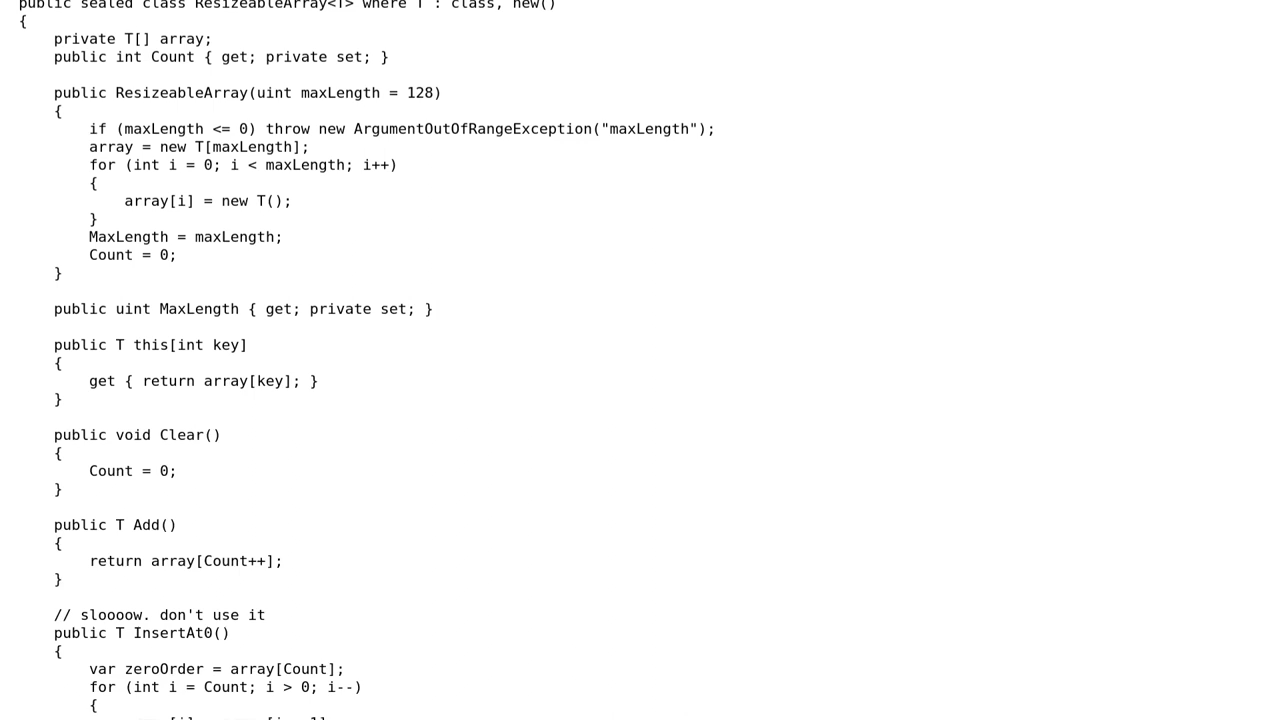 public sealed class ResizeableArray<T> where T : class, new()
{
    private T[] array;
    public int Count { get; private set; }

    public ResizeableArray(uint maxLength = 128)
    {
        if (maxLength <= 0) throw new ArgumentOutOfRangeException("maxLength");
        array = new T[maxLength];
        for (int i = 0; i < maxLength; i++)
        {
            array[i] = new T();
        }
        MaxLength = maxLength;
        Count = 0;
    }

    public uint MaxLength { get; private set; }

    public T this[int key]
    {
        get { return array[key]; }
    }

    public void Clear()
    {
        Count = 0;
    }

    public T Add()
    {
        return array[Count++];
    }

    // sloooow. don't use it
    public T InsertAt0()
    {
        var zeroOrder = array[Count];
        for (int i = Count; i > 0; i--)
        {